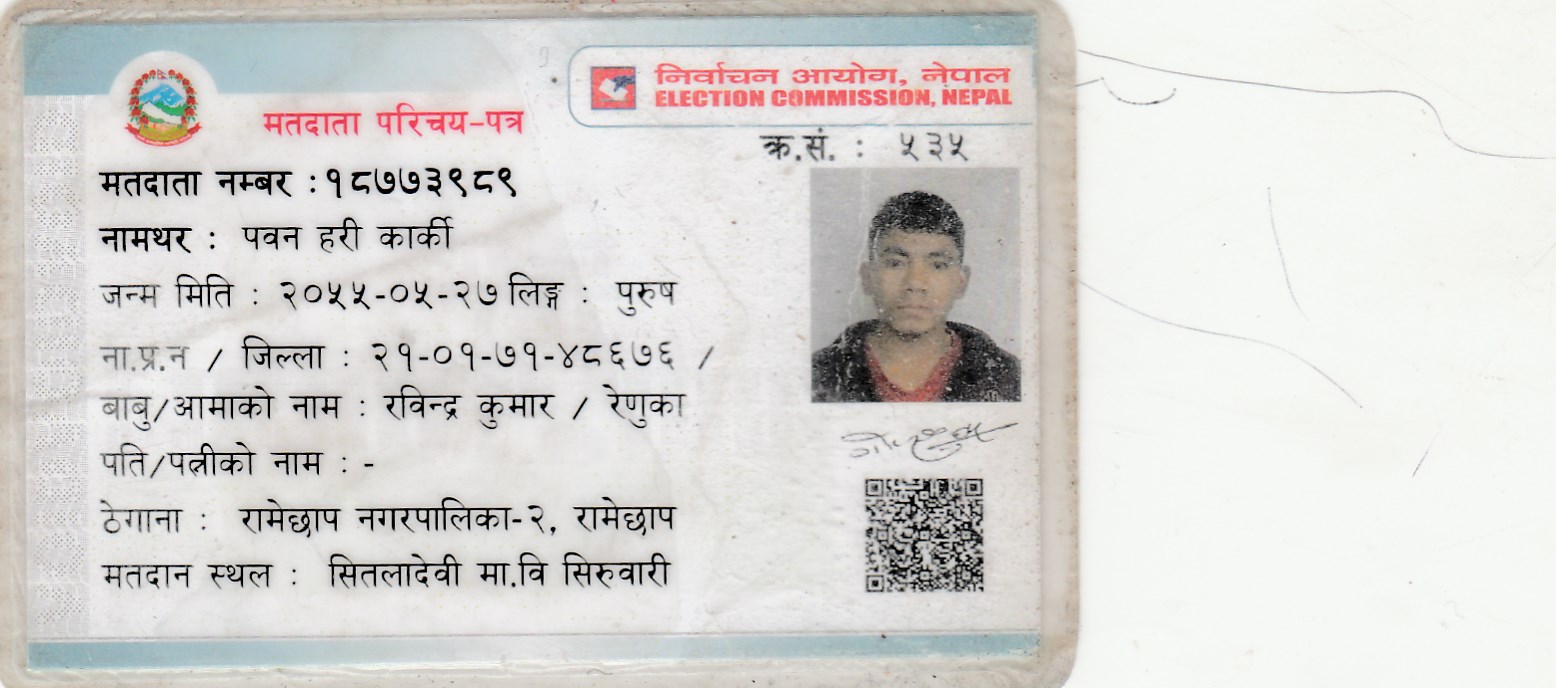 निर्वाचन आयोग, नेपाल
ELECTION COMMISSION, NEPAL
मतदाता परिचय-पत्र
क्र.सं. : ५३५
मतदाता नम्बर : १८७७३९८९
नामथर : पवन हरी कार्की
जन्म मिति : २०५५-०५-२७ लिङ्ग : पुरुष
ना.प्र.न / जिल्ला : २१-०१-७१-४८६७६ /
बाबु/आमाको नाम : रविन्द्र कुमार / रेणुका
पति/पत्नीको नाम : -
ठेगाना : रामेछाप नगरपालिका-२, रामेछाप
मतदान स्थल : सितलादेवी मा.वि सिरुवारी